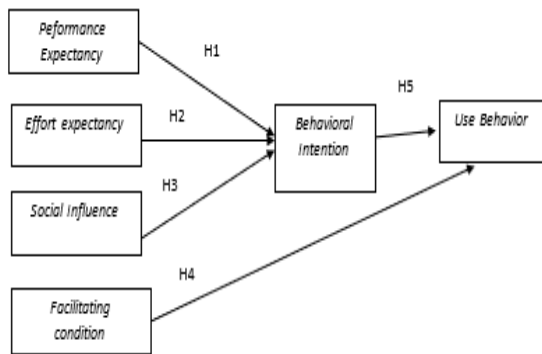 Peformance
Expectancy
H1
H5
Effort expectancy
H2
Behavioral
Intention
Use Behavior
H3
Social Influence
H4
Facilitating
condition